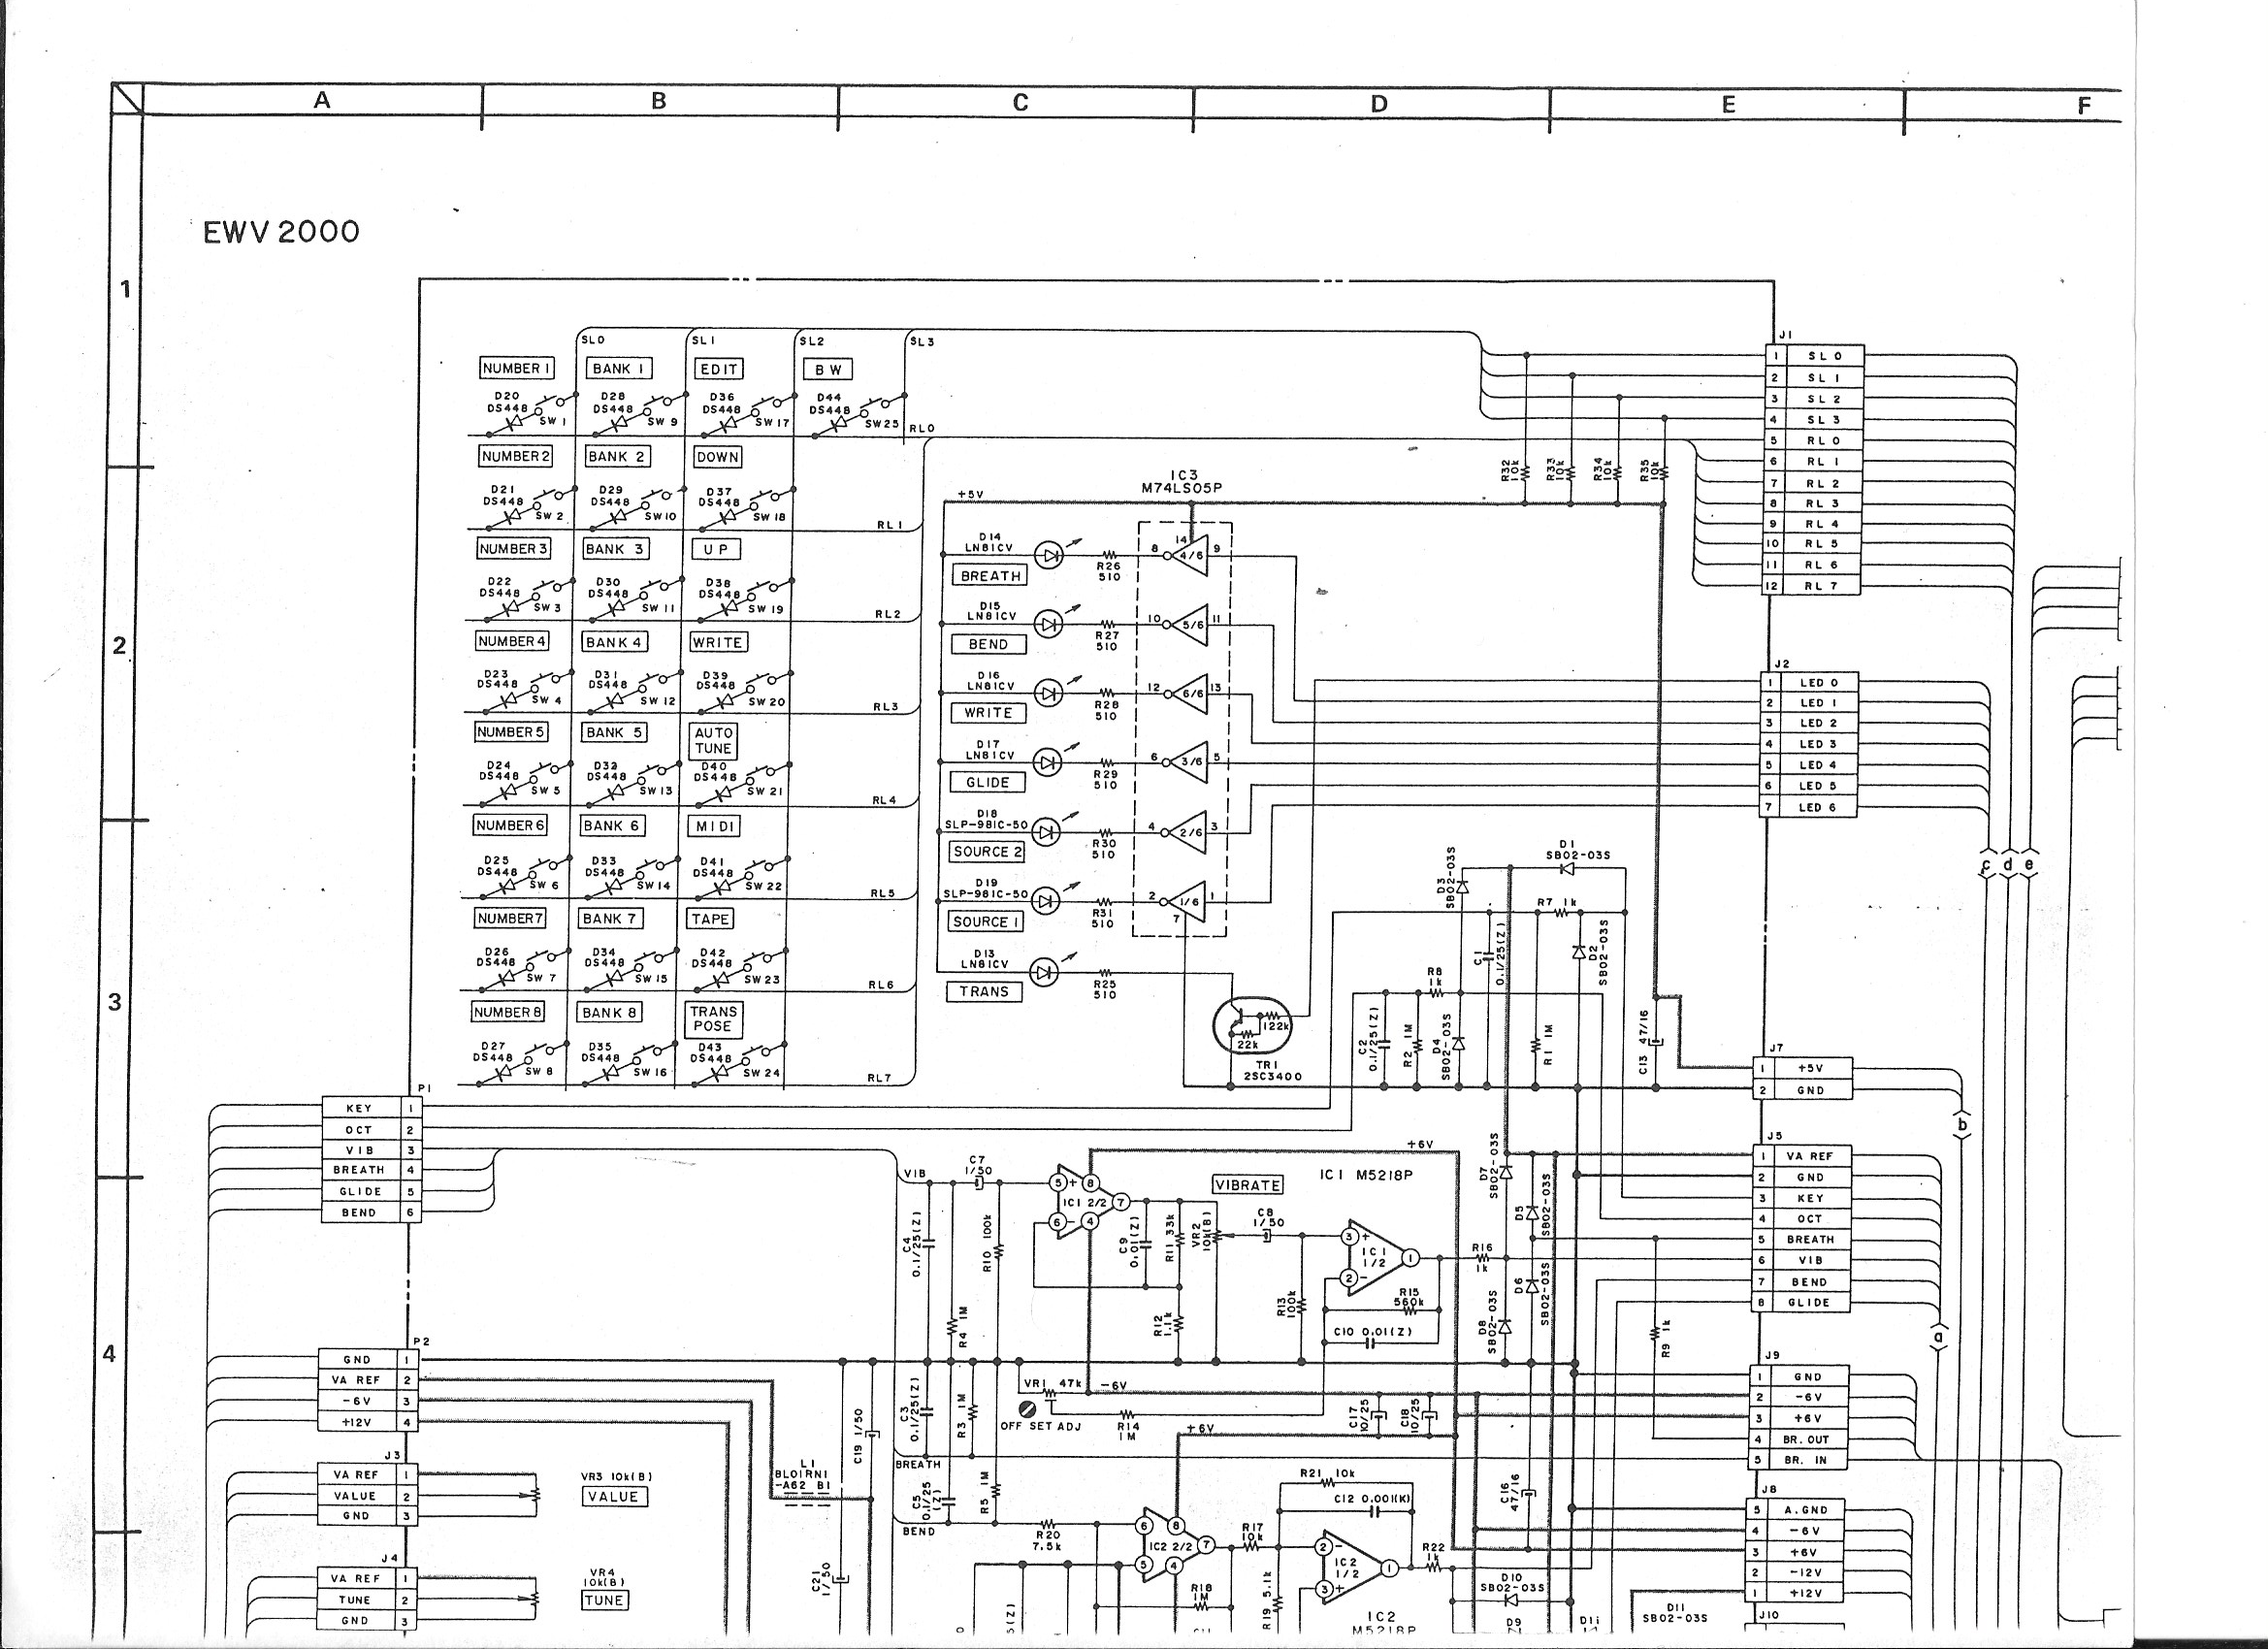 A B C D E F
EWV 2000
1
2
3
4
SL0 SL1 SL2 SL3
NUMBER 1 BANK 1 EDIT BW
D20 D28 D36 D44
DS448 DS448 DS448 DS448
SW 1 SW 9 SW 17 SW 25
RL0
NUMBER 2 BANK 2 DOWN
D21 D29 D37
DS448 DS448 DS448
SW 2 SW 10 SW 18
RL1
NUMBER 3 BANK 3 UP
D22 D30 D38
DS448 DS448 DS448
SW 3 SW 11 SW 19
RL2
NUMBER 4 BANK 4 WRITE
D23 D31 D39
DS448 DS448 DS448
SW 4 SW 12 SW 20
RL3
NUMBER 5 BANK 5 AUTO TUNE
D24 D32 D40
DS448 DS448 DS448
SW 5 SW 13 SW 21
RL4
NUMBER 6 BANK 6 MIDI
D25 D33 D41
DS448 DS448 DS448
SW 6 SW 14 SW 22
RL5
NUMBER 7 BANK 7 TAPE
D26 D34 D42
DS448 DS448 DS448
SW 7 SW 15 SW 23
RL6
NUMBER 8 BANK 8 TRANS POSE
D27 D35 D43
DS448 DS448 DS448
SW 8 SW 16 SW 24
RL7
IC3
M74LS05P
+5V
14
D14
LN81CV
BREATH
R26
510
8 4/6 9
D15
LN81CV
BEND
R27
510
10 5/6 11
D16
LN81CV
WRITE
R28
510
12 6/6 13
D17
LN81CV
GLIDE
R29
510
6 3/6 5
D18
SLP-981C-50
SOURCE 2
R30
510
4 2/6 3
D19
SLP-981C-50
SOURCE 1
R31
510
2 1/6 1
7
D13
LN81CV
TRANS
R25
510
122k
22k
TR1
2SC3400
R32 10k
R33 10k
R34 10k
R35 10k
J1
1 SL 0
2 SL 1
3 SL 2
4 SL 3
5 RL 0
6 RL 1
7 RL 2
8 RL 3
9 RL 4
10 RL 5
11 RL 6
12 RL 7
J2
1 LED 0
2 LED 1
3 LED 2
4 LED 3
5 LED 4
6 LED 5
7 LED 6
c d e
D1
SB02-03S
D3 SB02-03S
R7 1k
D2 SB02-03S
C1 0.1/25(Z)
R8
1k
C2 0.1/25(Z)
R2 1M
D4 SB02-03S
R1 1M
C13 47/16
J7
1 +5V
2 GND
b
P1
KEY 1
OCT 2
VIB 3
BREATH 4
GLIDE 5
BEND 6
VIB
C7
1/50
C4 0.1/25(Z)
R10 100k
R4 1M
5 + 8
IC1 2/2 7
6 - 4
C9 0.01(Z)
R11 33k
VR2 10k(B)
R12 1.1k
VIBRATE
C8
1/50
R13 100k
+6V
IC1 M5218P
3 +
IC1
1/2
1
2 -
R15
560k
C10 0.01(Z)
R16
1k
D7 SB02-03S
D5 SB02-03S
D6 SB02-03S
D8 SB02-03S
R9 1k
J5
1 VA REF
2 GND
3 KEY
4 OCT
5 BREATH
6 VIB
7 BEND
8 GLIDE
a
P2
GND 1
VA REF 2
-6V 3
+12V 4
VR1 47k
-6V
OFF SET ADJ
R14
1M
C17 10/25
C18 10/25
+6V
C19 1/50
C3 0.1/25(Z)
R3 1M
BREATH
J9
1 GND
2 -6V
3 +6V
4 BR. OUT
5 BR. IN
J3
VA REF 1
VALUE 2
GND 3
VR3 10k(B)
VALUE
L1
BL01RN1
-A62 B1
C5 0.1/25(Z)
R5 1M
BEND
R20
7.5k
6 8
IC2 2/2 7
5 4
R17
10k
R21 10k
C12 0.001(K)
2 -
IC2
1/2
1
3 +
R22
1k
R18
1M
R19 5.1k
C16 47/16
J8
5 A.GND
4 -6V
3 +6V
2 -12V
1 +12V
J4
VA REF 1
TUNE 2
GND 3
VR4
10k(B)
TUNE
C21 1/50
IC2
M5218P
D10
SB02-03S
D9
D11
SB02-03S
J10